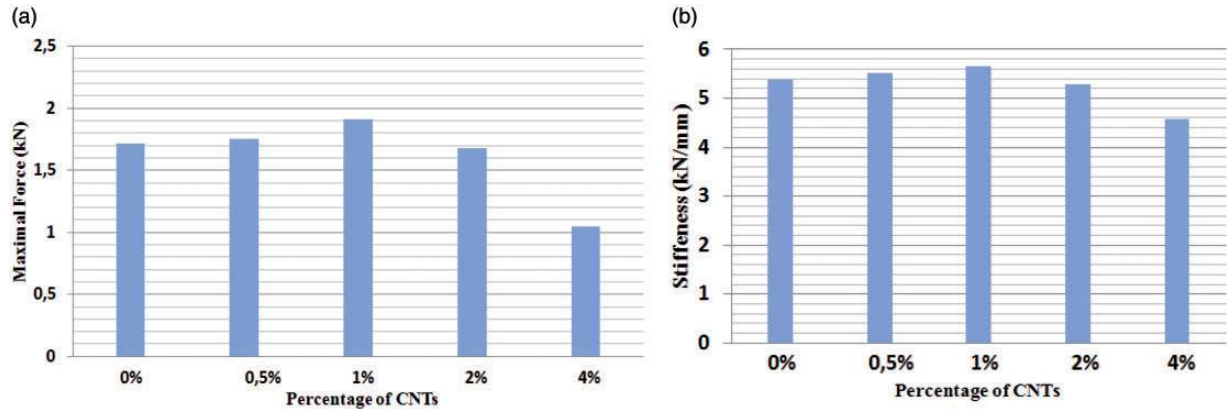 (a)
2,5
2
1,5
1
0,5
0
Maximal Force (kN)
0% 0,5% 1% 2% 4%
Percentage of CNTs
(b)
6
5
4
3
2
1
0
Stiffeness (kN/mm)
0% 0,5% 1% 2% 4%
Percentage of CNTs